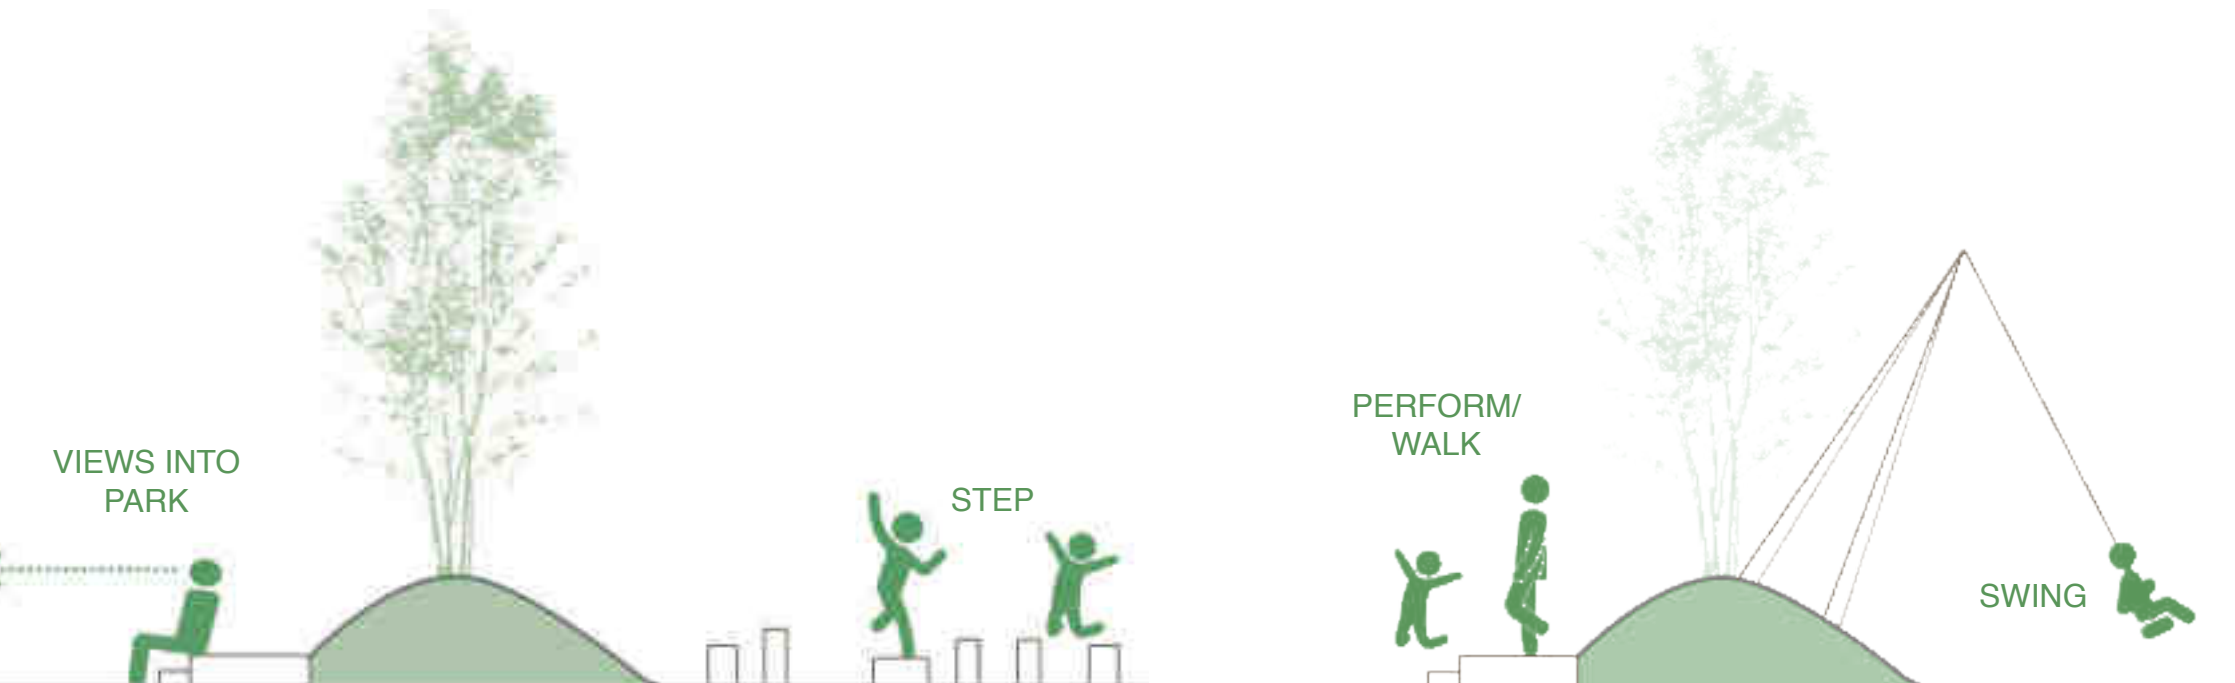 VIEWS INTO
PARK
STEP
PERFORM/
WALK
SWING